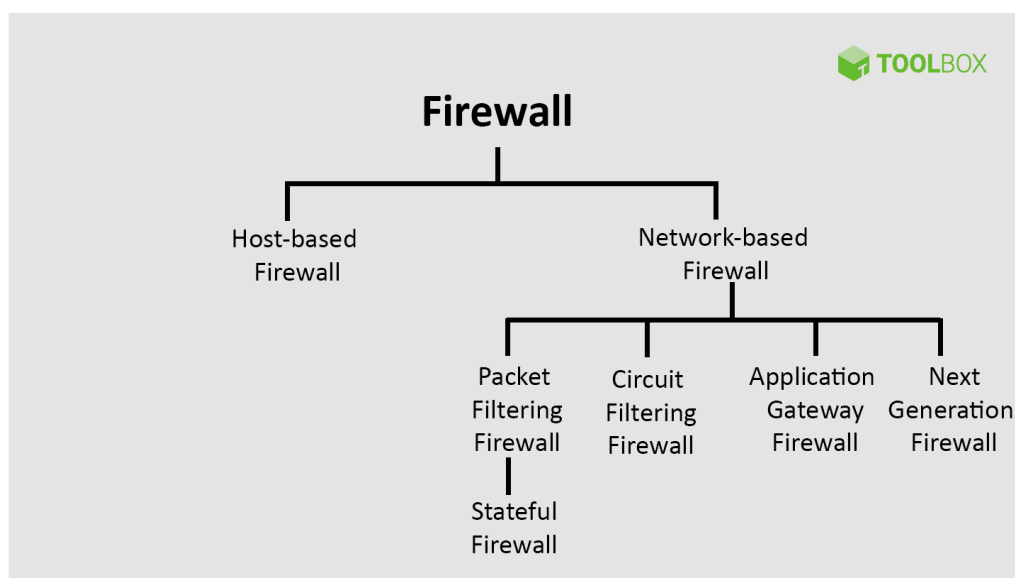 TOOLBOX
Firewall
Host-based
Firewall
Network-based
Firewall
Packet
Filtering
Firewall
Circuit
Filtering
Firewall
Application
Gateway
Firewall
Next
Generation
Firewall
Stateful
Firewall